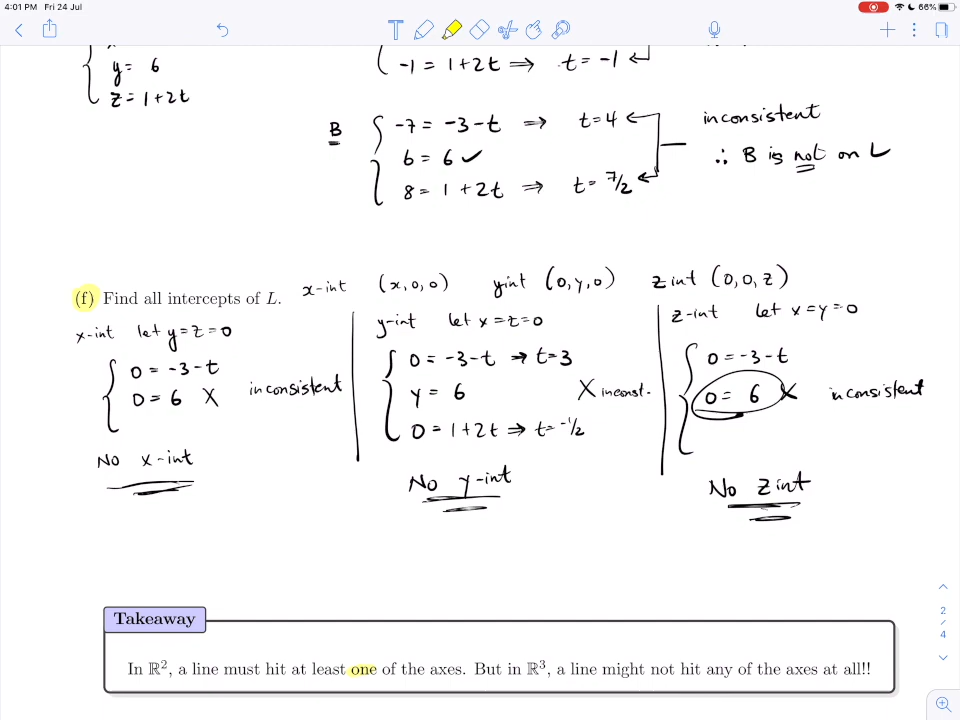 4:01 PM Fri 24 Jul
66%
y = 6
z = 1+2t
-1 = 1+2t ⇒ t = -1
B
-7 = -3-t ⇒ t=4
6 = 6 ✓
8 = 1 + 2t ⇒ t = 7/2
inconsistent
∴ B is not on L
(f) Find all intercepts of L.
x-int (x,0,0) yint (0,y,0) zint (0,0,z)
x-int let y=z=0
0 = -3-t
0 = 6 X
inconsistent
No x-int
y-int let x=z=0
0 = -3-t → t=3
y = 6
X inconst.
0 = 1+2t ⇒ t=-1/2
No y-int
z-int let x=y=0
0 = -3-t
0 = 6 X
inconsistent
No zint
Takeaway
In ℝ², a line must hit at least one of the axes. But in ℝ³, a line might not hit any of the axes at all!!
2
/
4